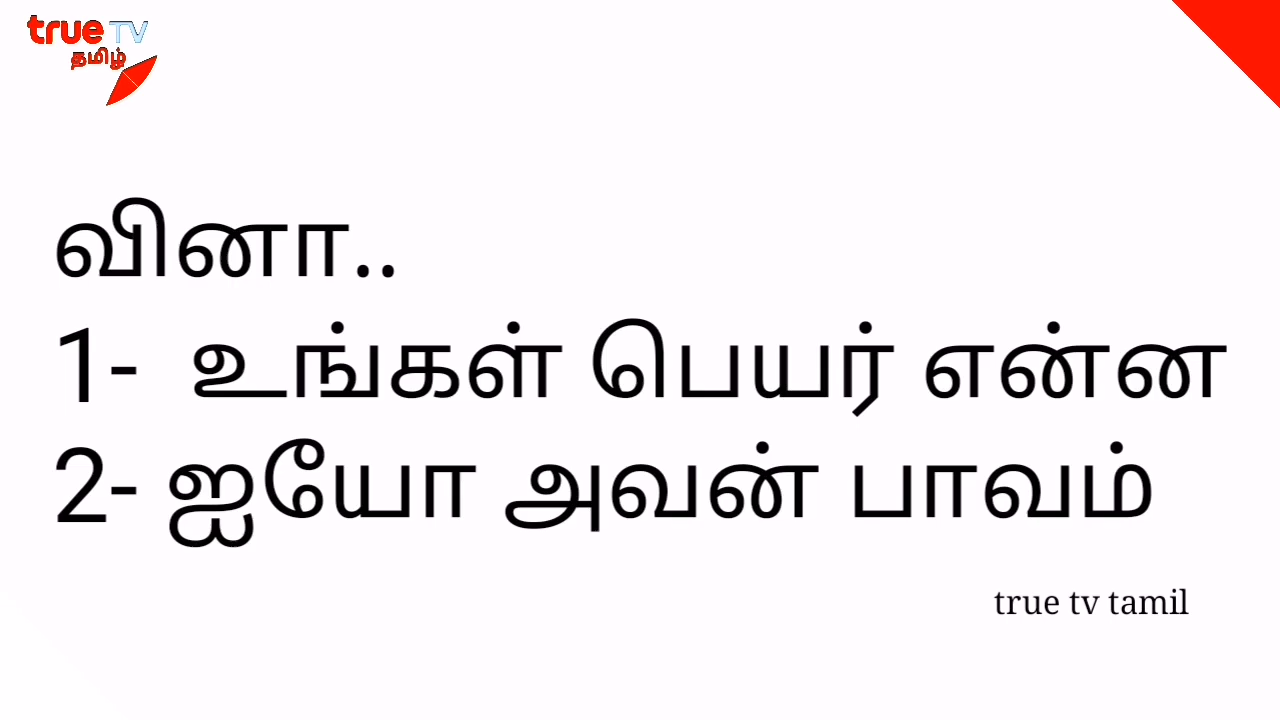 true TV
தமிழ்
வினா..
1- உங்கள் பெயர் என்ன
2- ஐயோ அவன் பாவம்
true tv tamil